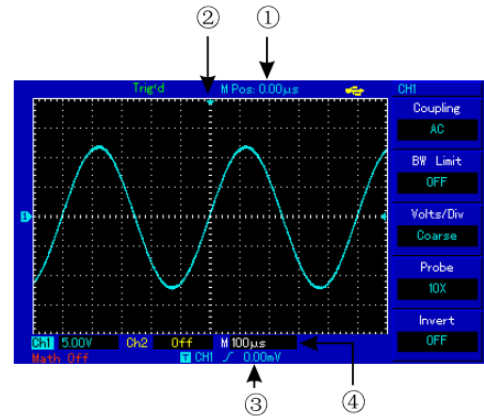 ② ①
Trig'd M Pos: 0.00μs CH1
Coupling
AC
BW Limit
OFF
Volts/Div
Coarse
1
Probe
10X
Invert
OFF
Ch1 5.00V Ch2 Off M 100μs
Math Off T CH1 0.00mV
③ ④